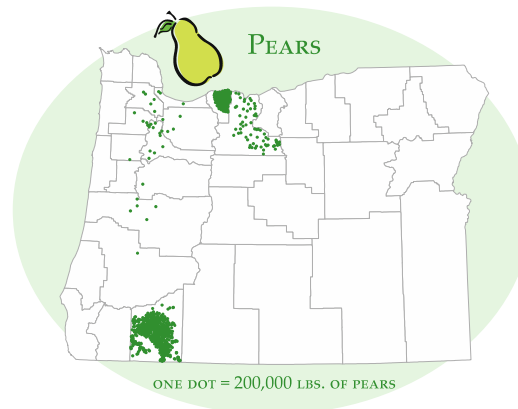 PEARS
ONE DOT = 200,000 LBS. OF PEARS